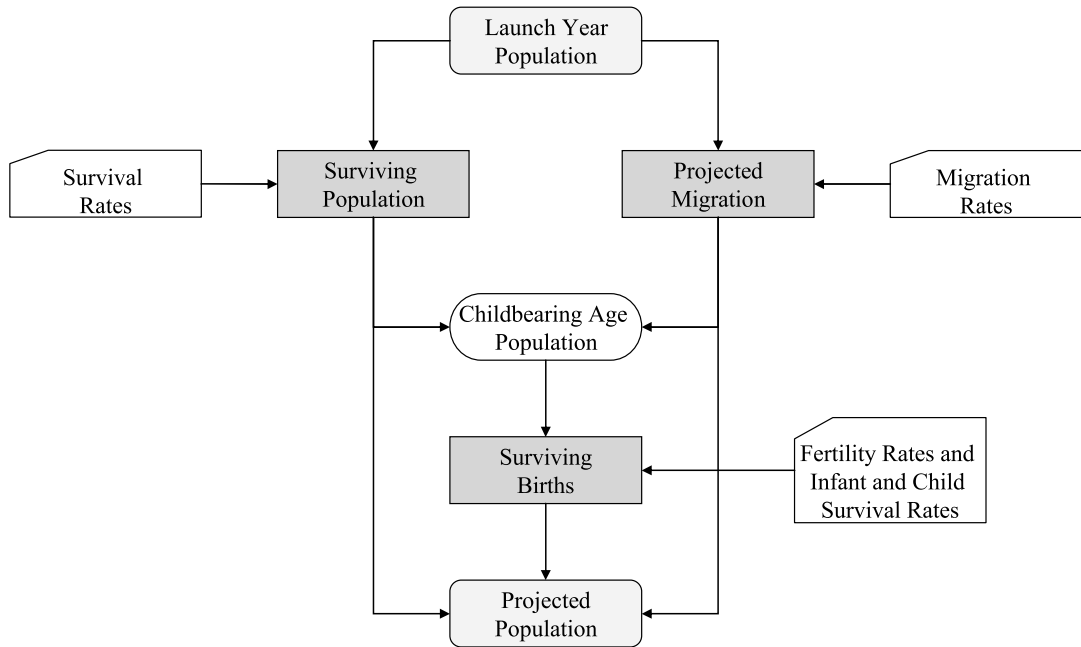 Launch Year
Population
Survival
Rates
Surviving
Population
Projected
Migration
Migration
Rates
Childbearing Age
Population
Surviving
Births
Fertility Rates and
Infant and Child
Survival Rates
Projected
Population